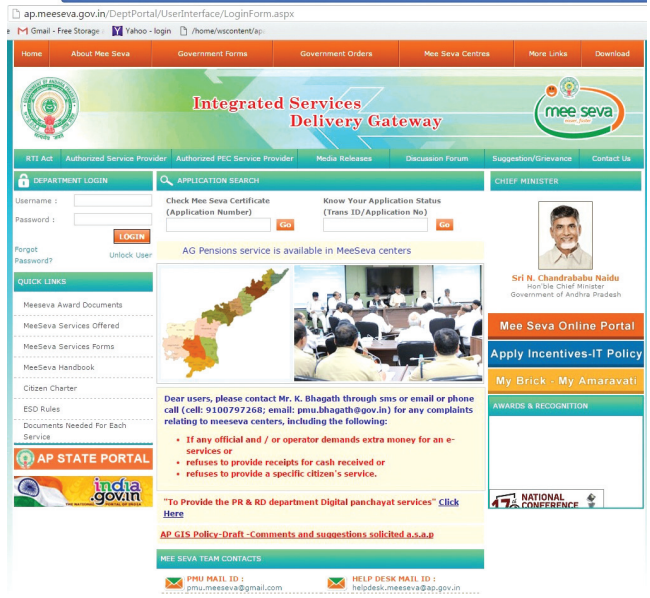 ap.meeseva.gov.in/DeptPortal/UserInterface/LoginForm.aspx
Gmail - Free Storage Yahoo - login /home/wscontent/ap
Home About Mee Seva Government Forms Government Orders Mee Seva Centres More Links Download
Integrated Services
Delivery Gateway
mee seva
RTI Act Authorized Service Provider Authorized PEC Service Provider Media Releases Discussion Forum Suggestion/Grievance Contact Us
DEPARTMENT LOGIN
Username :
Password :
LOGIN
Forgot
Password?
Unlock User
QUICK LINKS
Meeseva Award Documents
MeeSeva Services Offered
MeeSeva Services Forms
MeeSeva Handbook
Citizen Charter
ESD Rules
Documents Needed For Each
Service
AP STATE PORTAL
india
.gov.in
THE NATIONAL PORTAL OF INDIA
APPLICATION SEARCH
Check Mee Seva Certificate
(Application Number)
Go
Know Your Application Status
(Trans ID/Application No)
Go
AG Pensions service is available in MeeSeva centers
Dear users, please contact Mr. K. Bhagath through sms or email or phone
call (cell: 9100797268; email: pmu.bhagath@gov.in) for any complaints
relating to meeseva centers, including the following:
• If any official and / or operator demands extra money for an e-
services or
• refuses to provide receipts for cash received or
• refuses to provide a specific citizen's service.
"To Provide the PR & RD department Digital panchayat services" Click
Here
AP GIS Policy-Draft -Comments and suggestions solicited a.s.a.p
MEE SEVA TEAM CONTACTS
PMU MAIL ID :
pmu.meeseva@gmail.com
HELP DESK MAIL ID :
helpdesk.meeseva@ap.gov.in
CHIEF MINISTER
Sri N. Chandrababu Naidu
Hon'ble Chief Minister
Government of Andhra Pradesh
Mee Seva Online Portal
Apply Incentives-IT Policy
My Brick - My Amaravati
AWARDS & RECOGNITION
17th NATIONAL
CONFERENCE